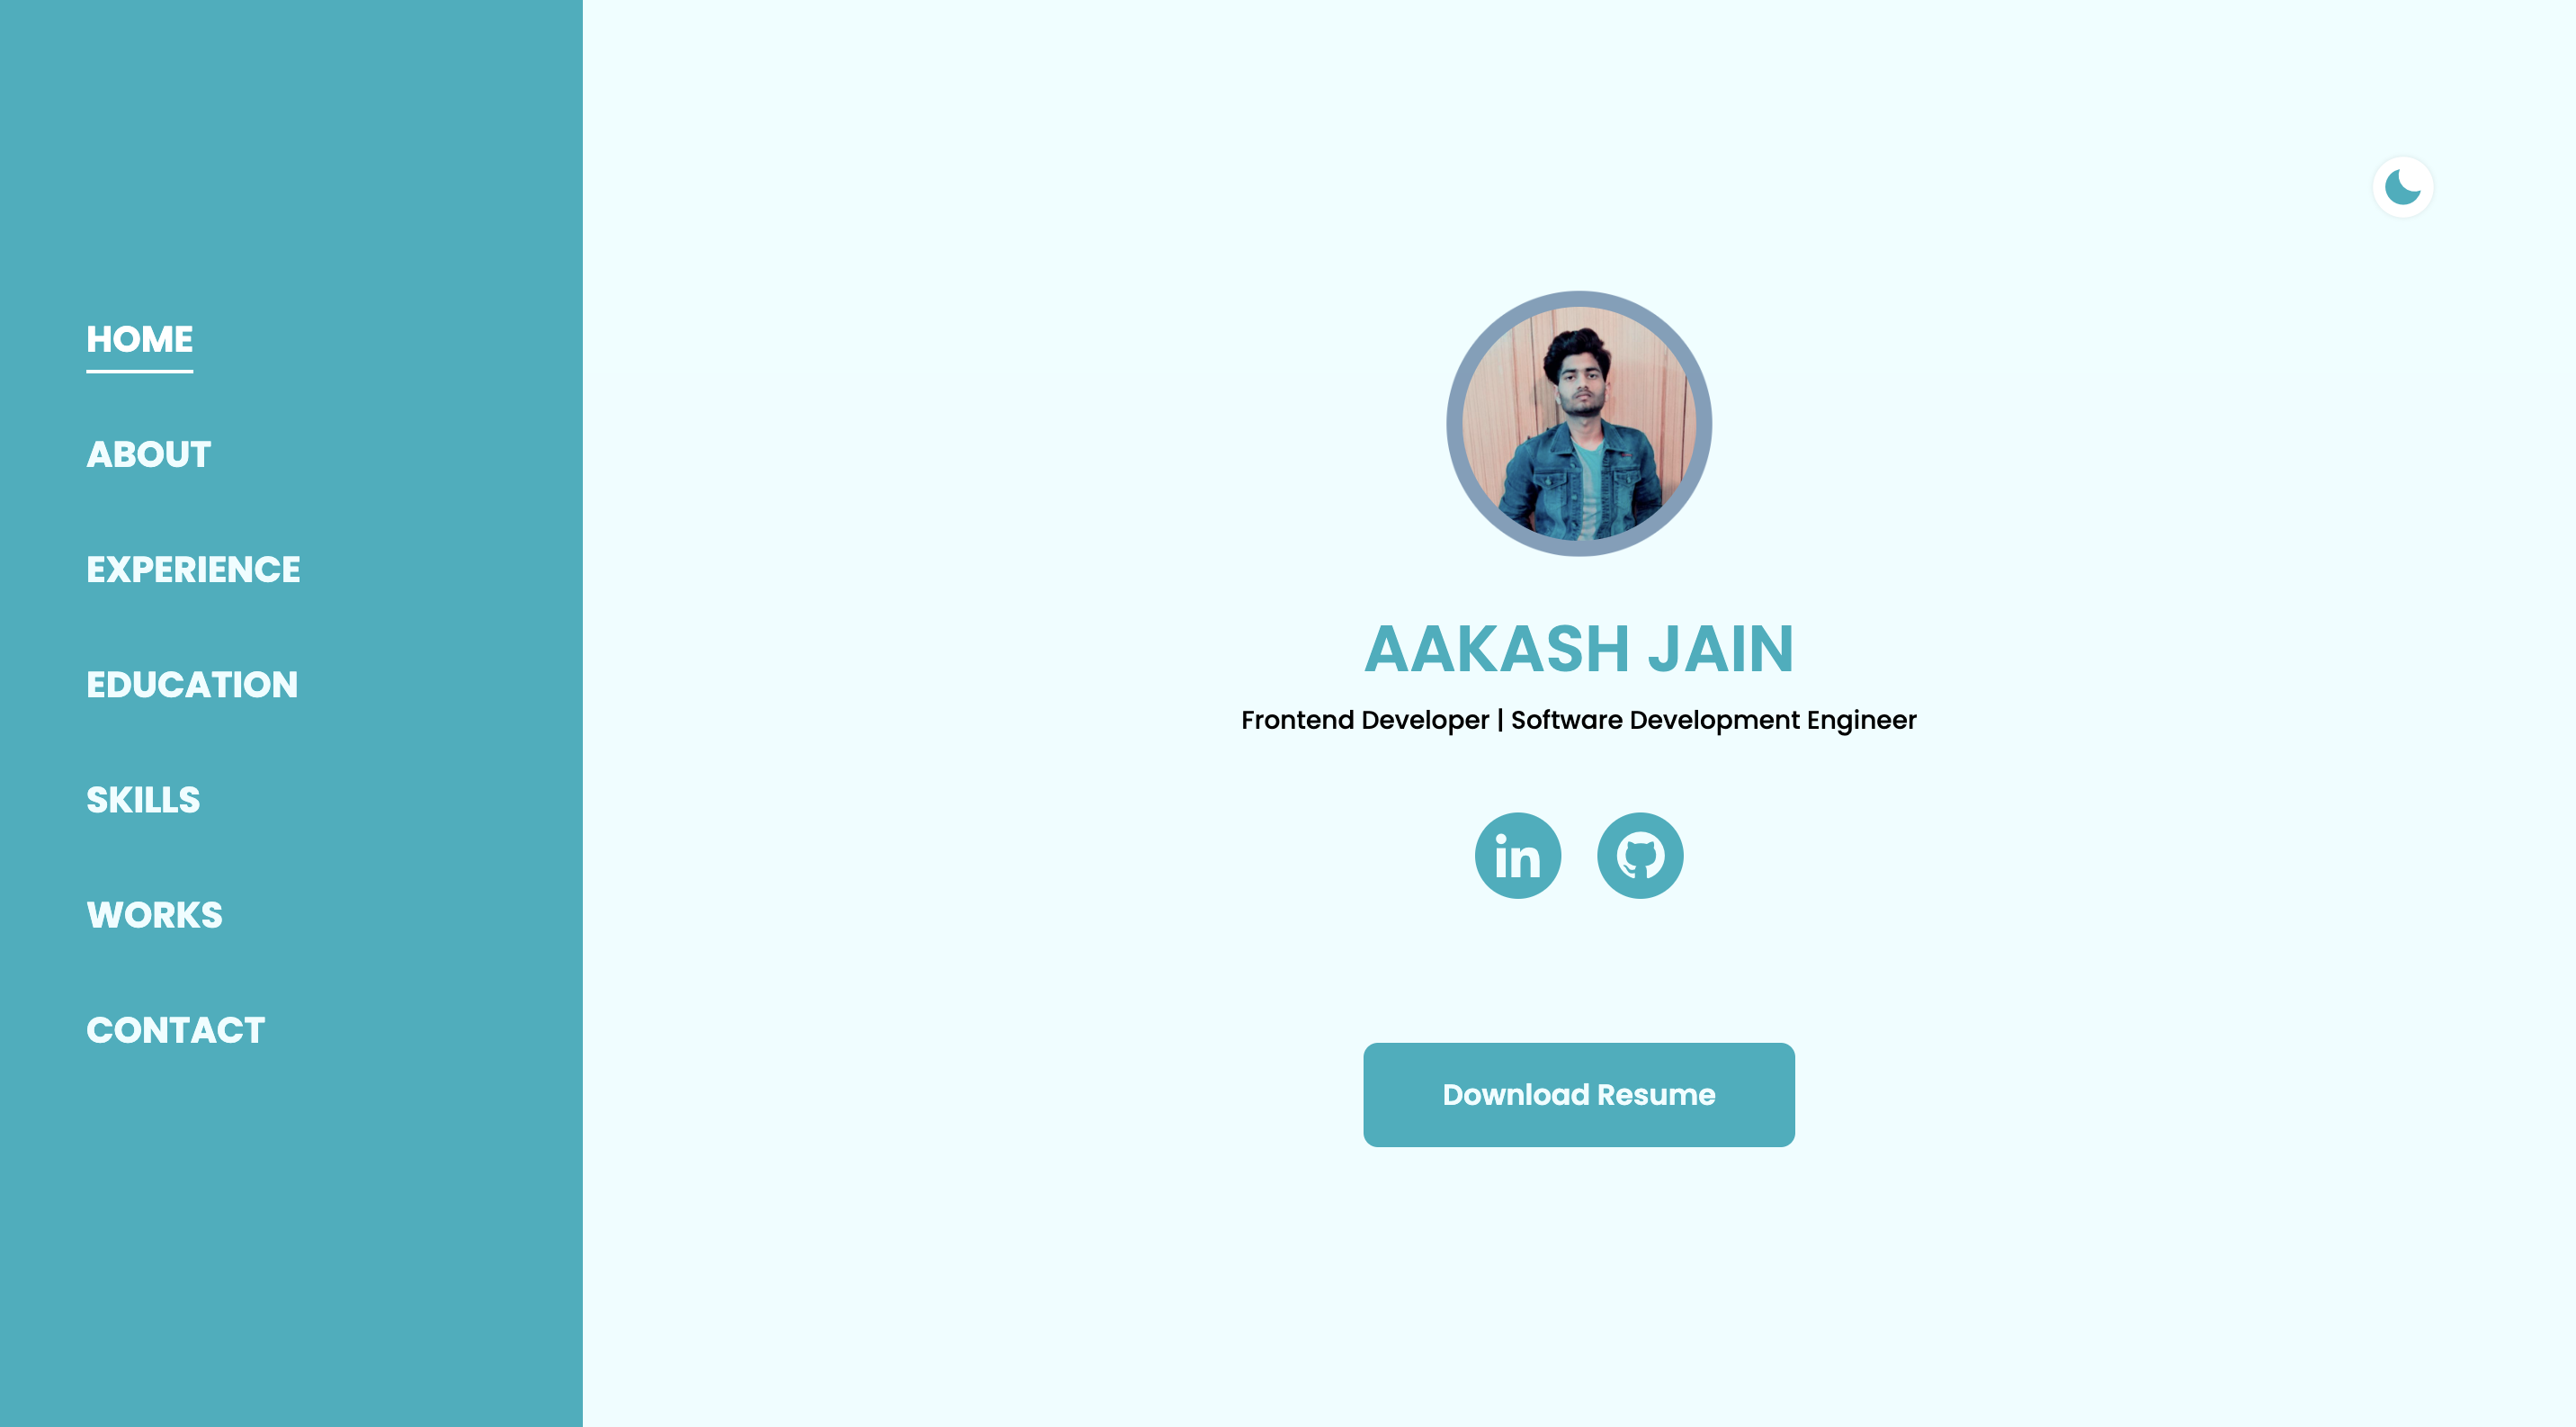 HOME
ABOUT
EXPERIENCE
EDUCATION
SKILLS
WORKS
CONTACT
AAKASH JAIN
Frontend Developer | Software Development Engineer
in
Download Resume